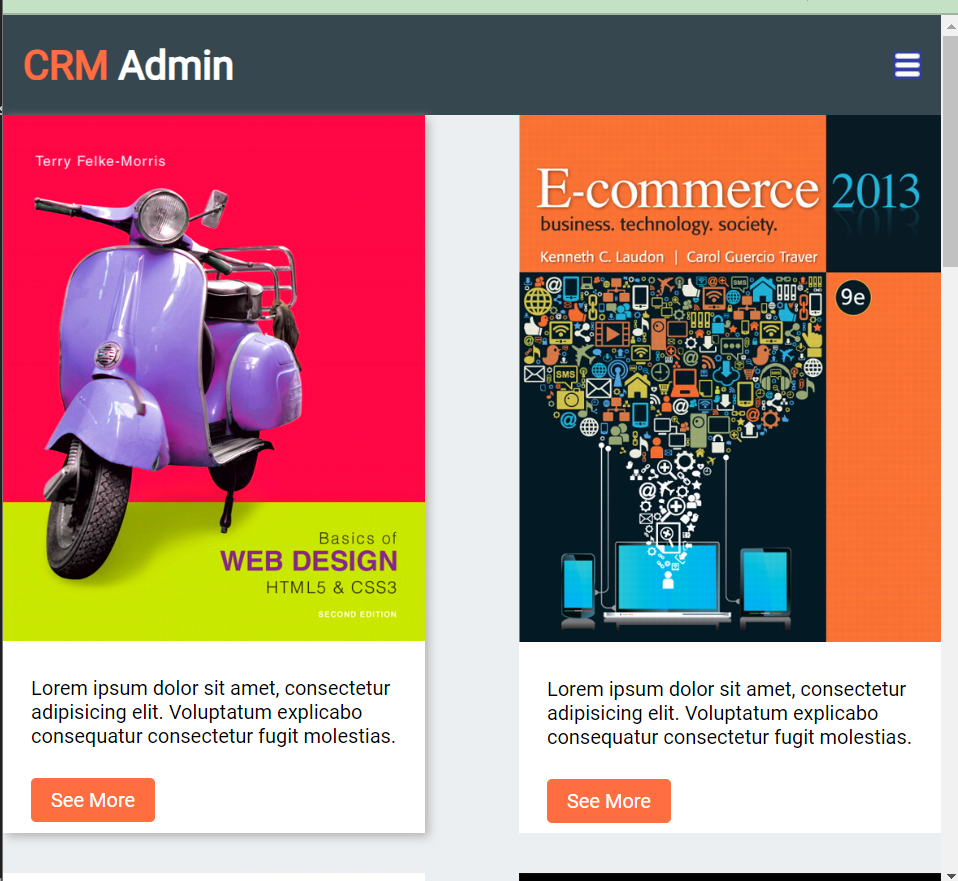 CRM Admin
Terry Felke-Morris
Basics of
WEB DESIGN
HTML5 & CSS3
SECOND EDITION
Lorem ipsum dolor sit amet, consectetur
adipisicing elit. Voluptatum explicabo
consequatur consectetur fugit molestias.
See More
E-commerce 2013
business. technology. society.
Kenneth C. Laudon | Carol Guercio Traver
9e
SMS
SMS
Lorem ipsum dolor sit amet, consectetur
adipisicing elit. Voluptatum explicabo
consequatur consectetur fugit molestias.
See More